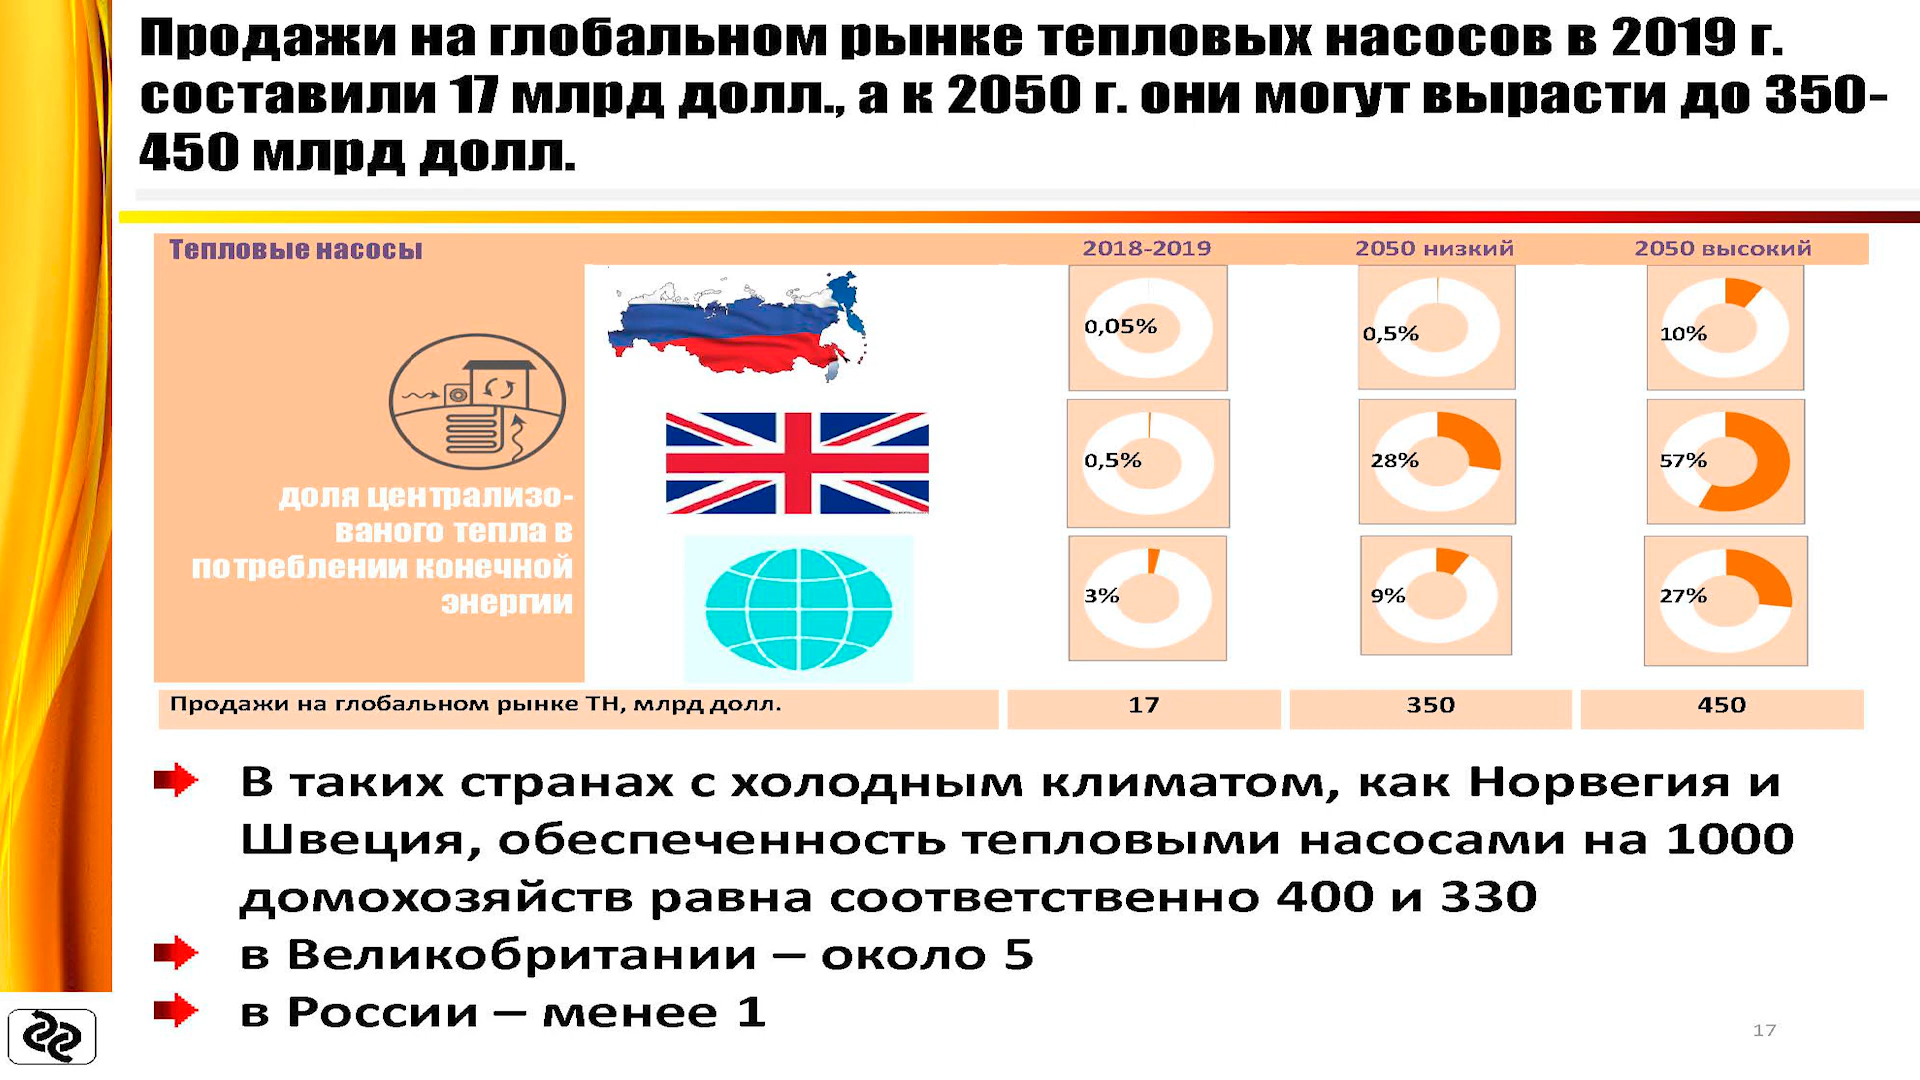 Продажи на глобальном рынке тепловых насосов в 2019 г.
составили 17 млрд долл., а к 2050 г. они могут вырасти до 350-
450 млрд долл.
Тепловые насосы 2018-2019 2050 низкий 2050 высокий
0,05% 0,5% 10%
0,5% 28% 57%
доля централизо-
ваного тепла в
потреблении конечной
энергии
3% 9% 27%
Продажи на глобальном рынке ТН, млрд долл. 17 350 450
В таких странах с холодным климатом, как Норвегия и
Швеция, обеспеченность тепловыми насосами на 1000
домохозяйств равна соответственно 400 и 330
в Великобритании – около 5
в России – менее 1
17